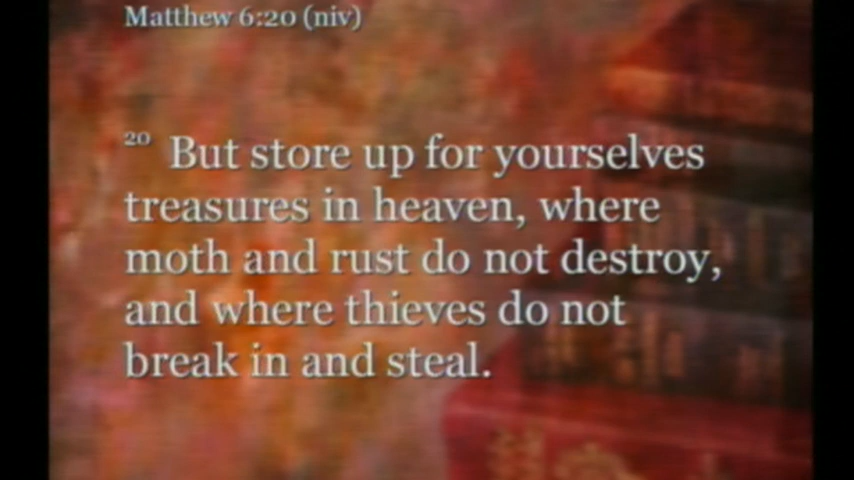 Matthew 6:20 (niv)
20 But store up for yourselves
treasures in heaven, where
moth and rust do not destroy,
and where thieves do not
break in and steal.